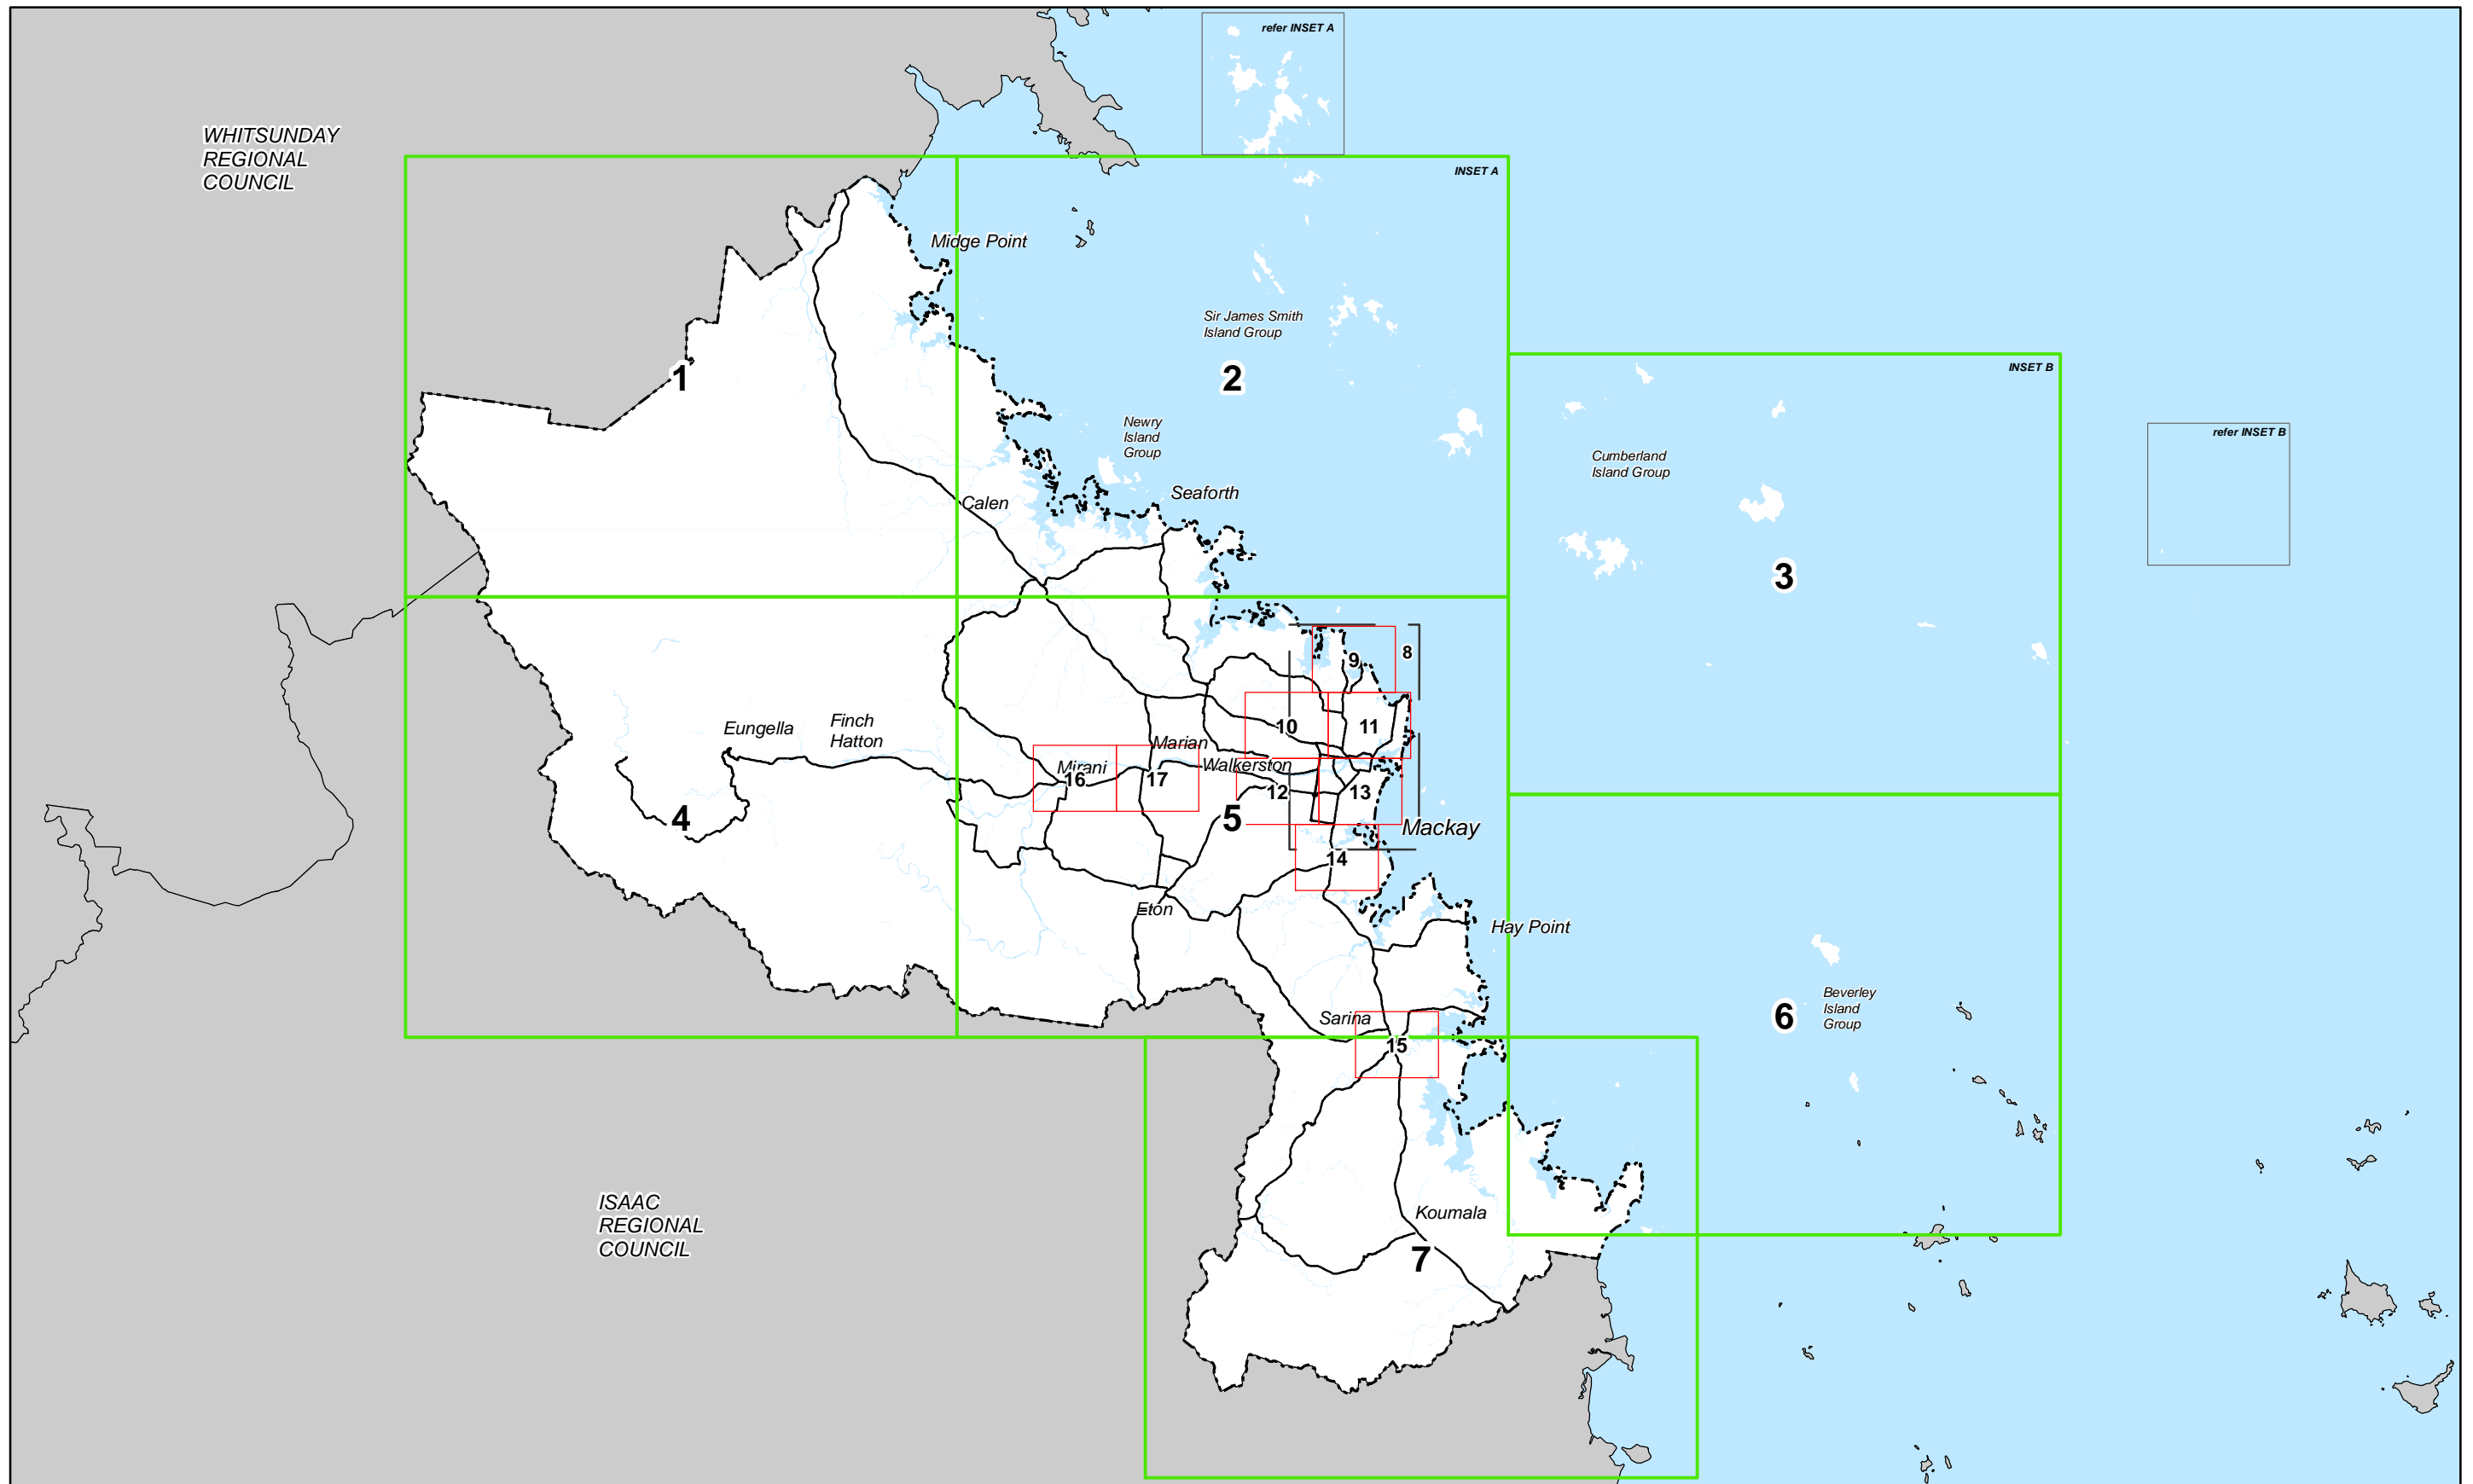 refer INSET A
WHITSUNDAY
REGIONAL
COUNCIL
INSET A
Midge Point
Sir James Smith
Island Group
INSET B
1
2
Newry
Island
Group
refer INSET B
Cumberland
Island Group
Seaforth
Calen
3
8
9
Eungella
Finch
Hatton
10
11
Marian
Mirani
Walkerston
16
17
12
13
4
5
Mackay
14
Eton
Hay Point
Beverley
Island
Group
6
Sarina
15
ISAAC
REGIONAL
COUNCIL
Koumala
7